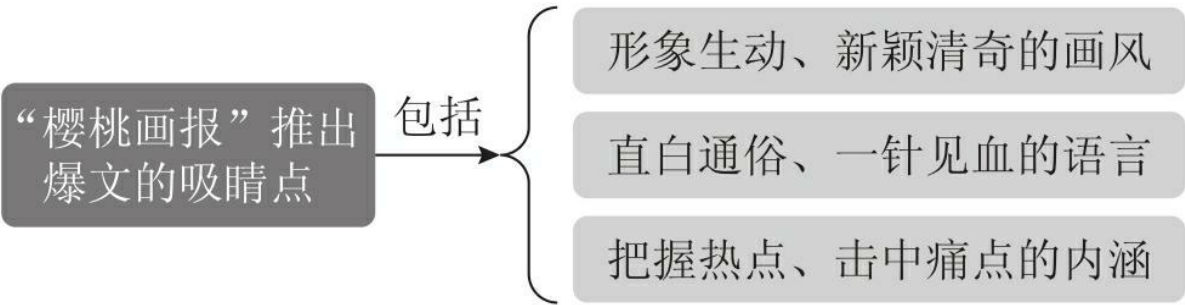 “樱桃画报”推出
爆文的吸睛点
包括
形象生动、新颖清奇的画风
直白通俗、一针见血的语言
把握热点、击中痛点的内涵